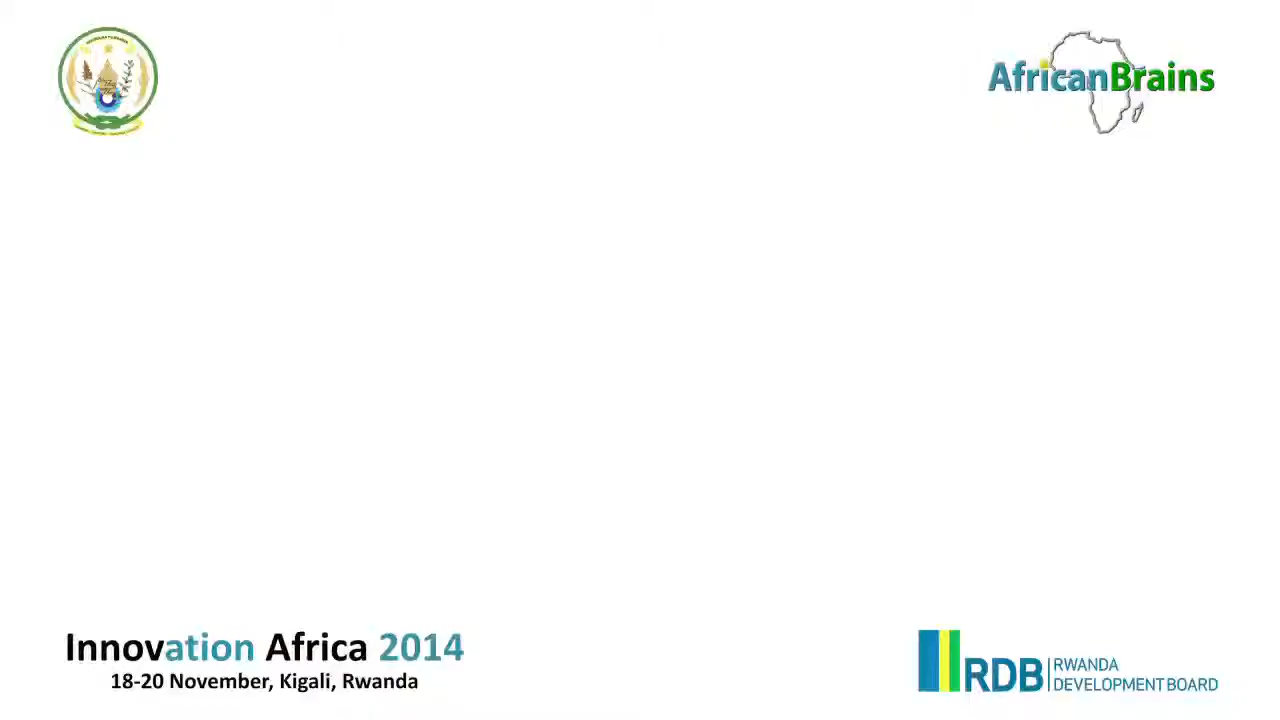 AfricanBrains
Innovation Africa 2014
18-20 November, Kigali, Rwanda
RDB
RWANDA
DEVELOPMENT BOARD